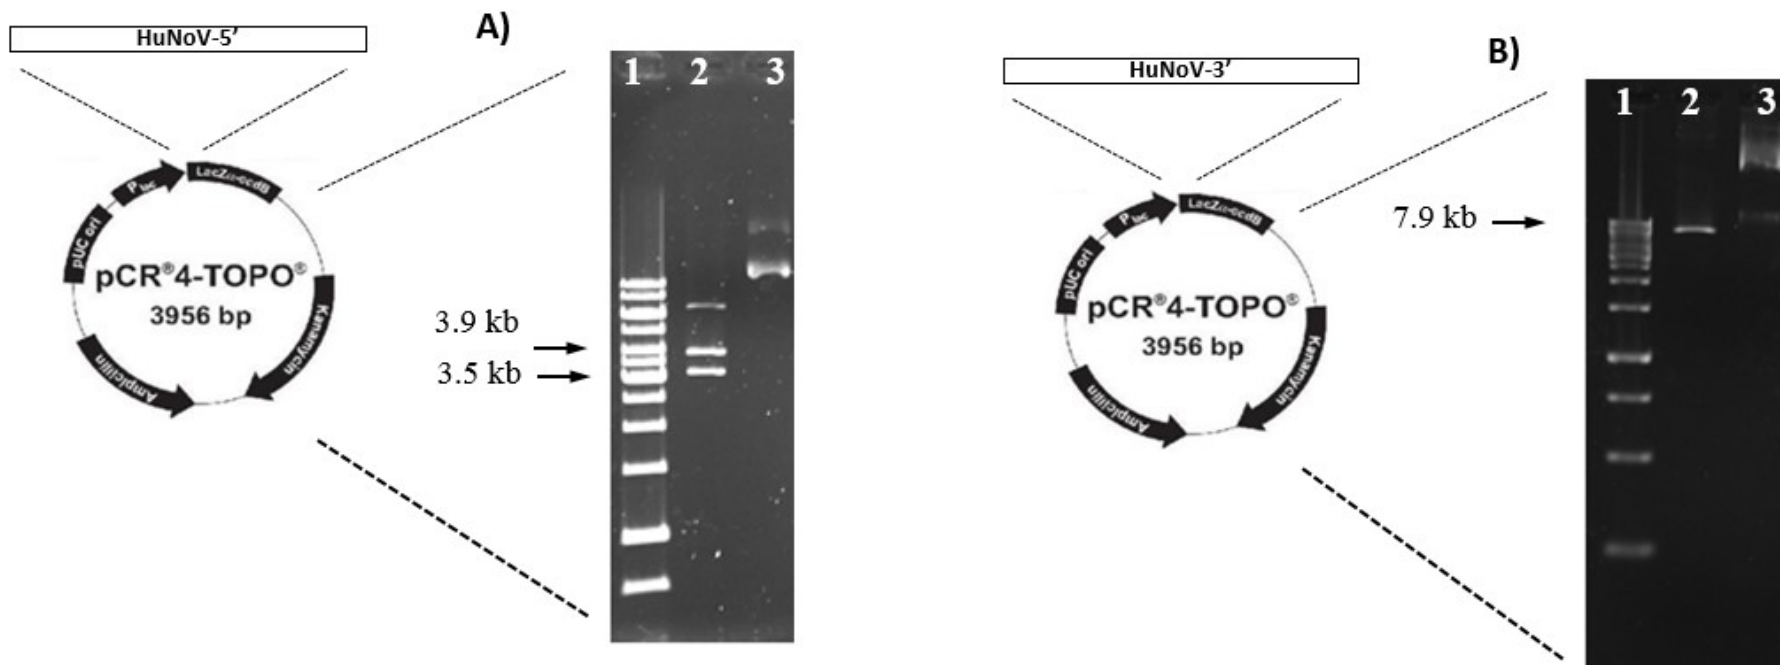 HuNoV-5’
A)
1 2 3
Plac
LacZα-ccdB
pUC ori
pCR®4-TOPO®
3956 bp
Kanamycin
Ampicillin
3.9 kb
3.5 kb
HuNoV-3’
B)
1 2 3
Plac
LacZα-ccdB
pUC ori
pCR®4-TOPO®
3956 bp
Kanamycin
Ampicillin
7.9 kb